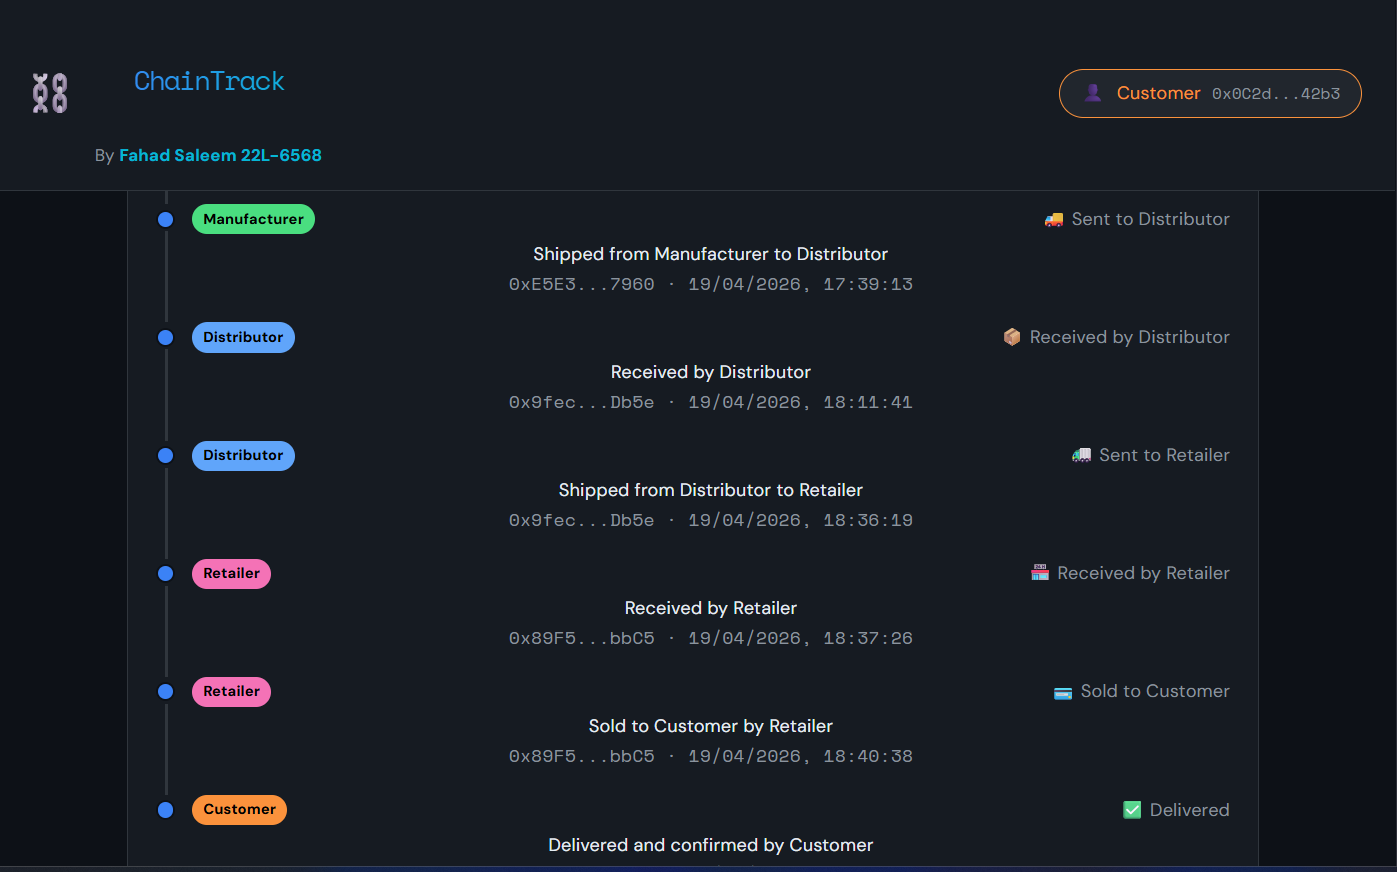 ChainTrack
Customer 0x0C2d...42b3
By Fahad Saleem 22L-6568
Manufacturer
Sent to Distributor
Shipped from Manufacturer to Distributor
0xE5E3...7960 · 19/04/2026, 17:39:13
Distributor
Received by Distributor
Received by Distributor
0x9fec...Db5e · 19/04/2026, 18:11:41
Distributor
Sent to Retailer
Shipped from Distributor to Retailer
0x9fec...Db5e · 19/04/2026, 18:36:19
Retailer
Received by Retailer
Received by Retailer
0x89F5...bbC5 · 19/04/2026, 18:37:26
Retailer
Sold to Customer
Sold to Customer by Retailer
0x89F5...bbC5 · 19/04/2026, 18:40:38
Customer
Delivered
Delivered and confirmed by Customer